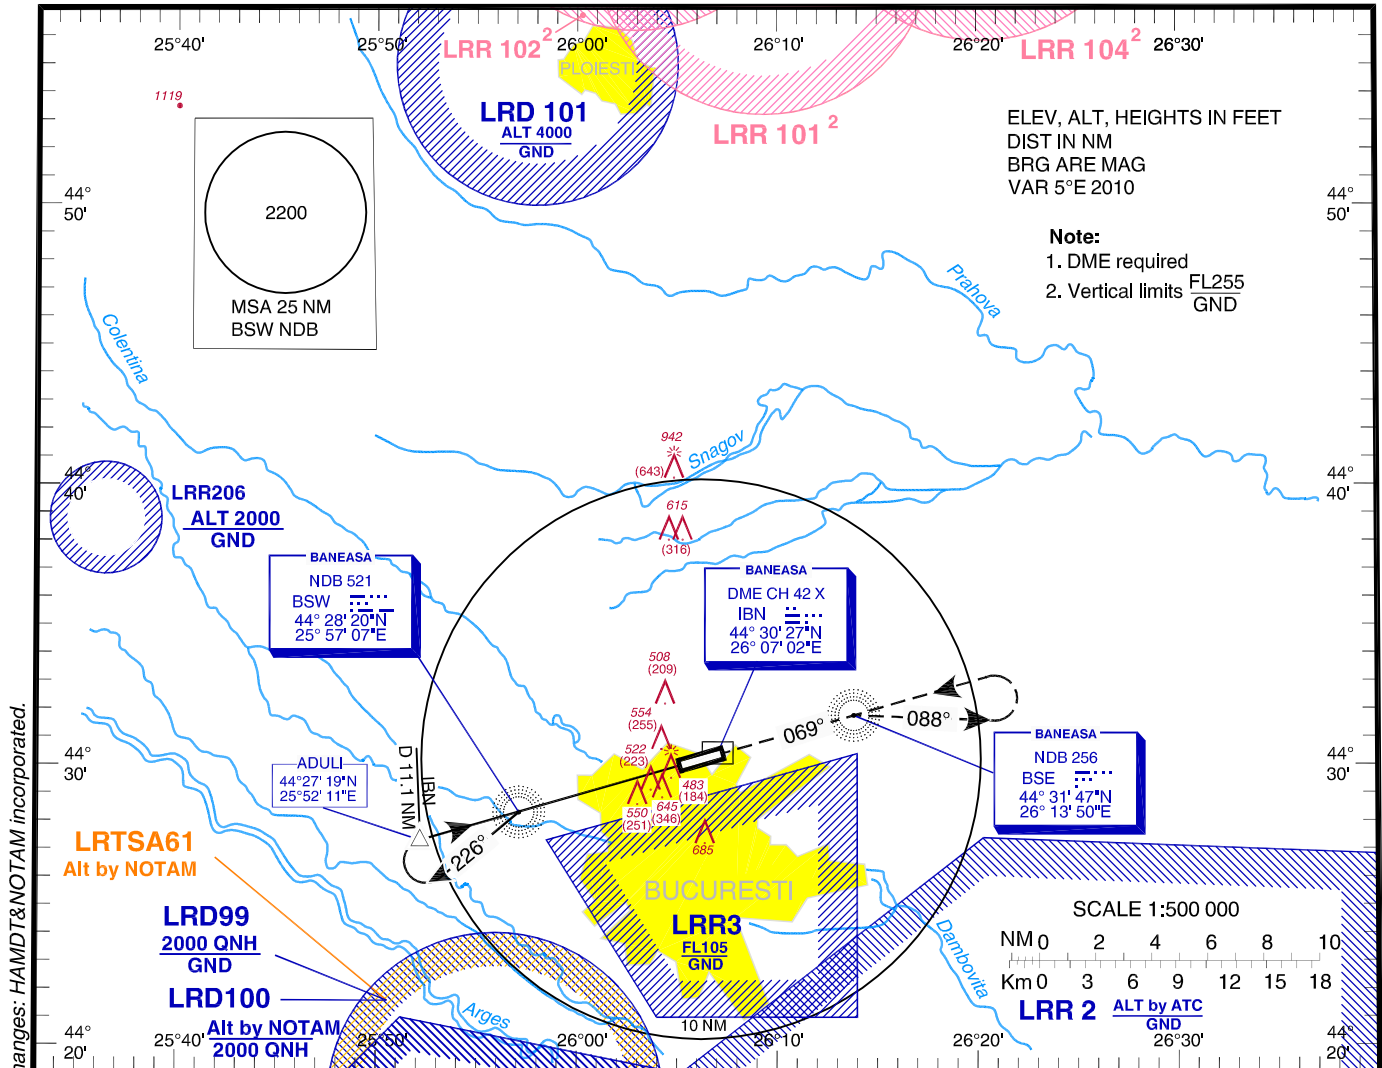 25°40'
25°50'
26°00'
26°10'
26°20'
26°30'
LRR 102 2
LRR 104 2
PLOIESTI
1119
LRD 101
ALT 4000
GND
LRR 101 2
ELEV, ALT, HEIGHTS IN FEET
DIST IN NM
BRG ARE MAG
VAR 5°E 2010
44°
50'
44°
50'
2200
MSA 25 NM
BSW NDB
Note:
1. DME required
2. Vertical limits FL255
GND
Prahova
Colentina
942
(643)
Snagov
44°
40'
44°
40'
LRR206
ALT 2000
GND
615
(316)
BANEASA
NDB 521
BSW
44° 28' 20"N
25° 57' 07"E
BANEASA
DME CH 42 X
IBN
44° 30' 27"N
26° 07' 02"E
508
(209)
554
(255)
522
(223)
069°
088°
BANEASA
NDB 256
BSE
44° 31' 47"N
26° 13' 50"E
44°
30'
44°
30'
ADULI
44°27' 19"N
25°52' 11"E
D 11.1 NM
IBN
483
(184)
550
(251)
645
(346)
685
226°
LRTSA61
Alt by NOTAM
BUCURESTI
LRR3
FL105
GND
LRD99
2000 QNH
GND
LRD100
Alt by NOTAM
2000 QNH
Arges
10 NM
Dambovita
SCALE 1:500 000
NM 0 2 4 6 8 10
Km 0 3 6 9 12 15 18
LRR 2 ALT by ATC
GND
44°
20'
25°40'
25°50'
26°00'
26°10'
26°20'
26°30'
44°
20'
hanges: HAMDT&NOTAM incorporated.